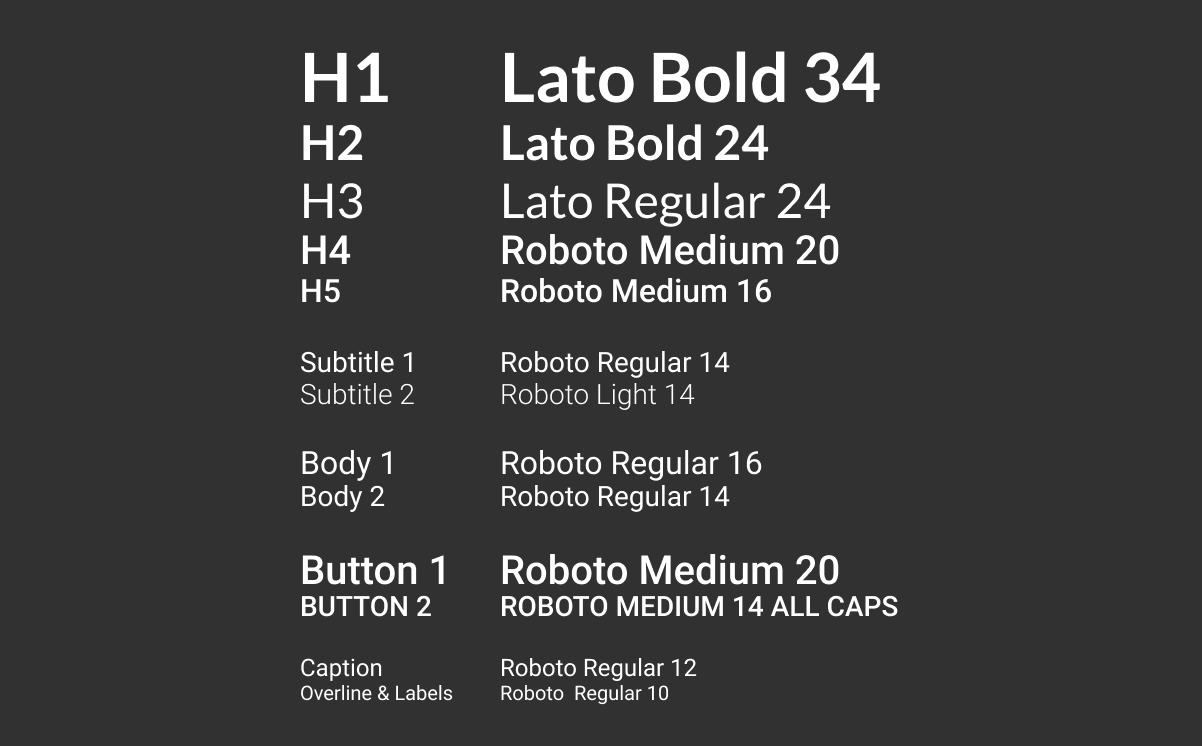 H1 Lato Bold 34
H2 Lato Bold 24
H3 Lato Regular 24
H4 Roboto Medium 20
H5 Roboto Medium 16
Subtitle 1 Roboto Regular 14
Subtitle 2 Roboto Light 14
Body 1 Roboto Regular 16
Body 2 Roboto Regular 14
Button 1 Roboto Medium 20
BUTTON 2 ROBOTO MEDIUM 14 ALL CAPS
Caption Roboto Regular 12
Overline & Labels Roboto  Regular 10